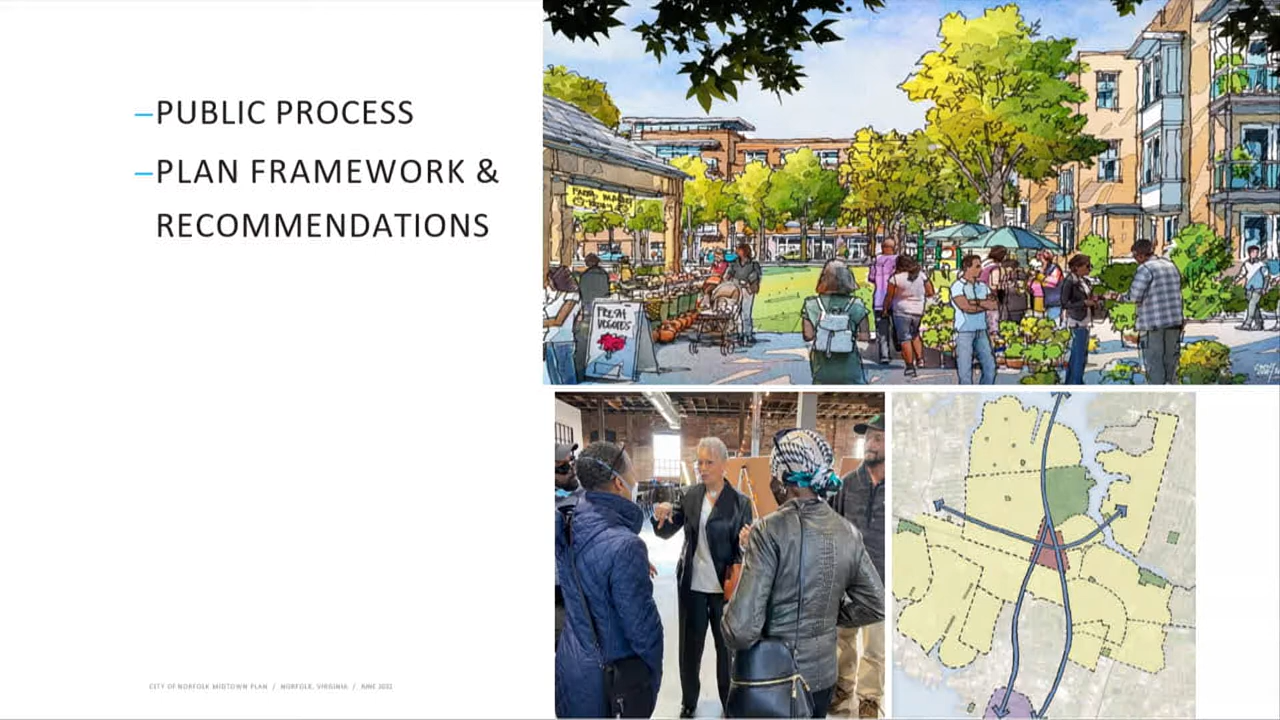 –PUBLIC PROCESS
–PLAN FRAMEWORK &
RECOMMENDATIONS
FRESH
VEGGIES
CITY OF NORFOLK MIDTOWN PLAN / NORFOLK, VIRGINIA / JUNE 2022